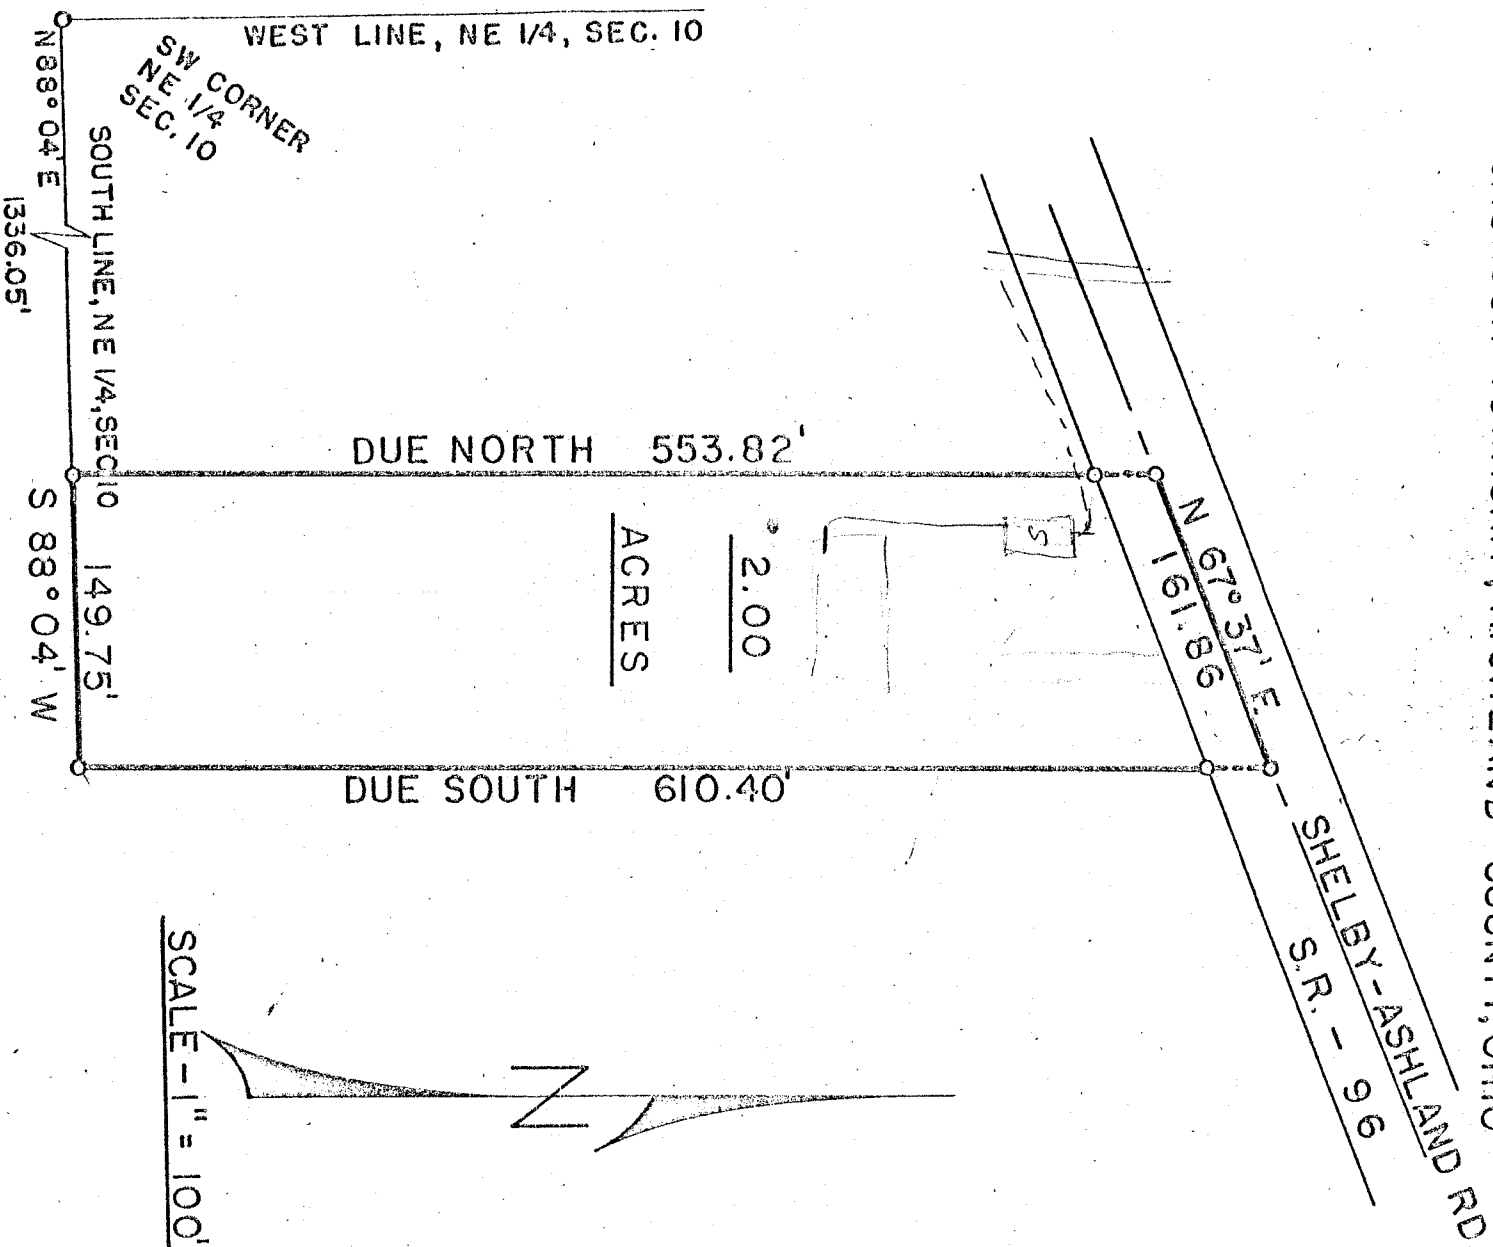 COUNTY, OHIO
WEST LINE, NE 1/4, SEC. 10
SW CORNER
NE 1/4
SEC. 10
N 88° 04' E
1336.05'
SOUTH LINE, NE 1/4, SEC 10
149.75'
S 88° 04' W
DUE NORTH 553.82'
2.00
ACRES
S
N 67° 37' E.
161.86
DUE SOUTH 610.40'
SHELBY - ASHLAND RD
S.R. - 96
N
SCALE - 1" = 100'